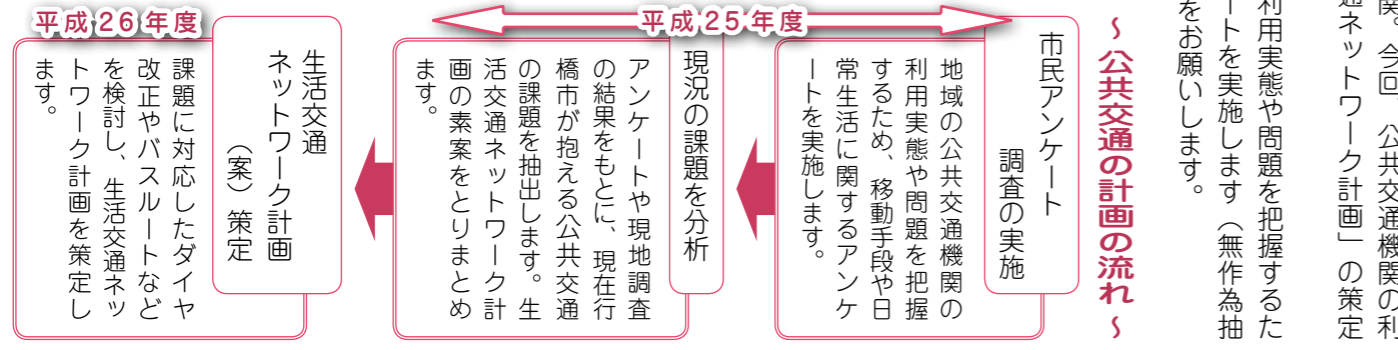 関。今回、公共交通機関の利
通ネットワーク計画」の策定
利用実態や問題を把握するた
ートを実施します（無作為抽
をお願いします。
～公共交通の計画の流れ～
平成25年度
市民アンケート
調査の実施
地域の公共交通機関の
利用実態や問題を把握
するため、移動手段や日
常生活に関するアンケ
ートを実施します。
現況の課題を分析
アンケートや現地調査
の結果をもとに、現在行
橋市が抱える公共交通
の課題を抽出します。生
活交通ネットワーク計
画の素案をとりまとめ
ます。
平成26年度
生活交通
ネットワーク計画
（案）策定
課題に対応したダイヤ
改正やバスルートなど
を検討し、生活交通ネッ
トワーク計画を策定し
ます。